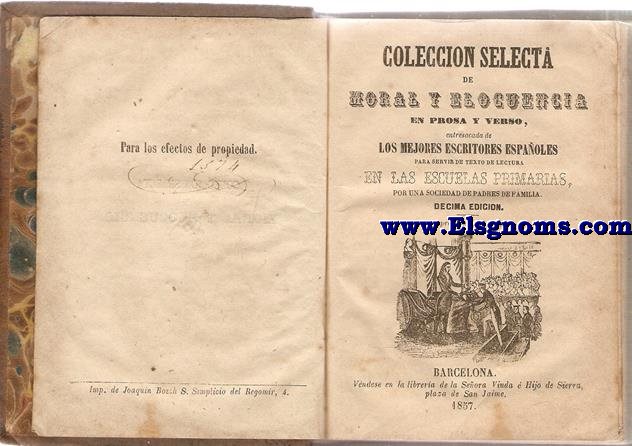 Para los efectos de propiedad.
1574
Imp. de Joaquin Bosch S. Simplicio del Regomir, 4.
COLECCION SELECTA
DE
MORAL Y ELOCUENCIA
EN PROSA Y VERSO,
entresacada de
LOS MEJORES ESCRITORES ESPAÑOLES
PARA SERVIR DE TEXTO DE LECTURA
EN LAS ESCUELAS PRIMARIAS,
POR UNA SOCIEDAD DE PADRES DE FAMILIA.
DECIMA EDICION.
www.Elsgnoms.com
BARCELONA.
Véndese en la librería de la Señora Viuda é Hijo de Sierra,
plaza de San Jaime.
1857.